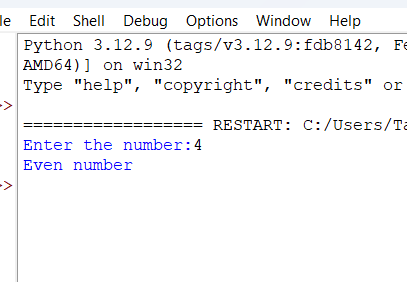 le Edit Shell Debug Options Window Help
Python 3.12.9 (tags/v3.12.9:fdb8142, Fe
AMD64)] on win32
Type "help", "copyright", "credits" or
>>
================== RESTART: C:/Users/Ta
Enter the number:4
Even number
>>